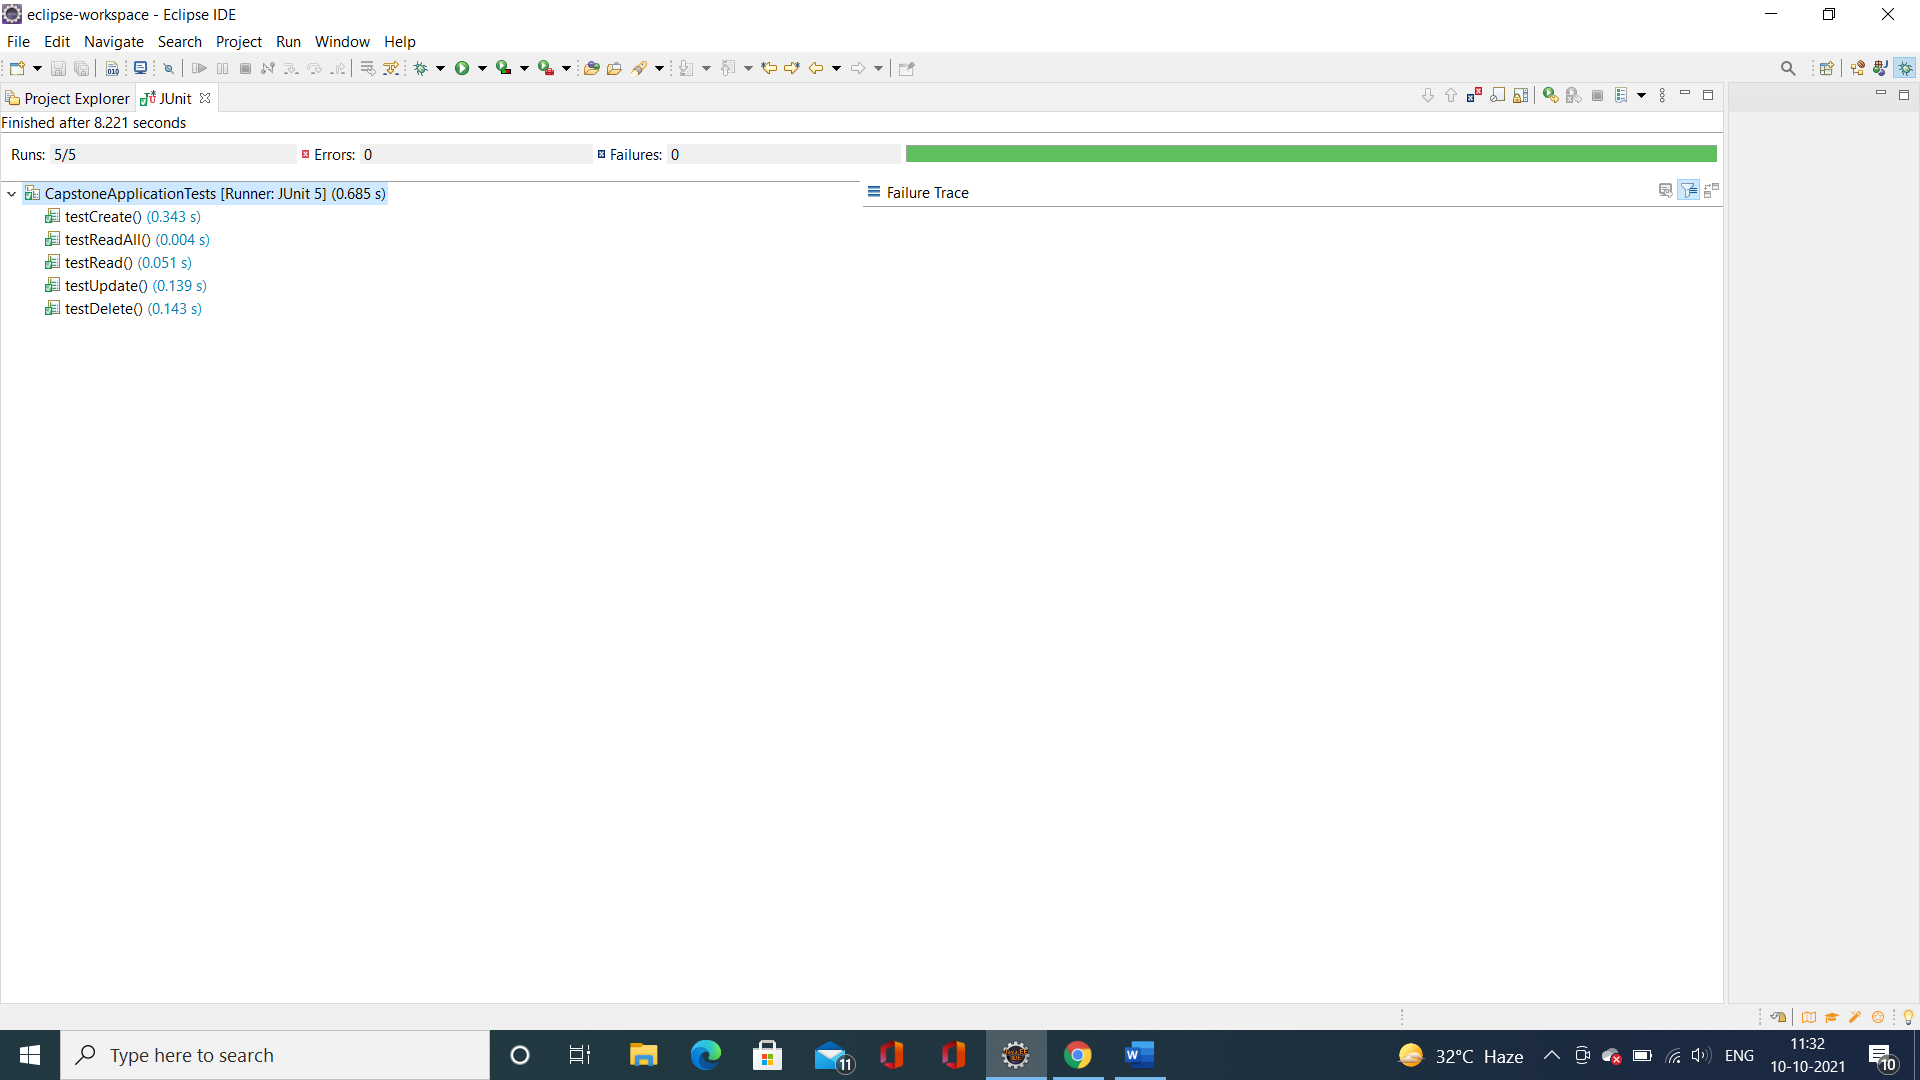 eclipse-workspace - Eclipse IDE
File Edit Navigate Search Project Run Window Help
Project Explorer JUnit
Finished after 8.221 seconds
Runs: 5/5 Errors: 0 Failures: 0
CapstoneApplicationTests [Runner: JUnit 5] (0.685 s)
Failure Trace
testCreate() (0.343 s)
testReadAll() (0.004 s)
testRead() (0.051 s)
testUpdate() (0.139 s)
testDelete() (0.143 s)
Type here to search
11
32°C Haze
ENG
11:32
10-10-2021
10